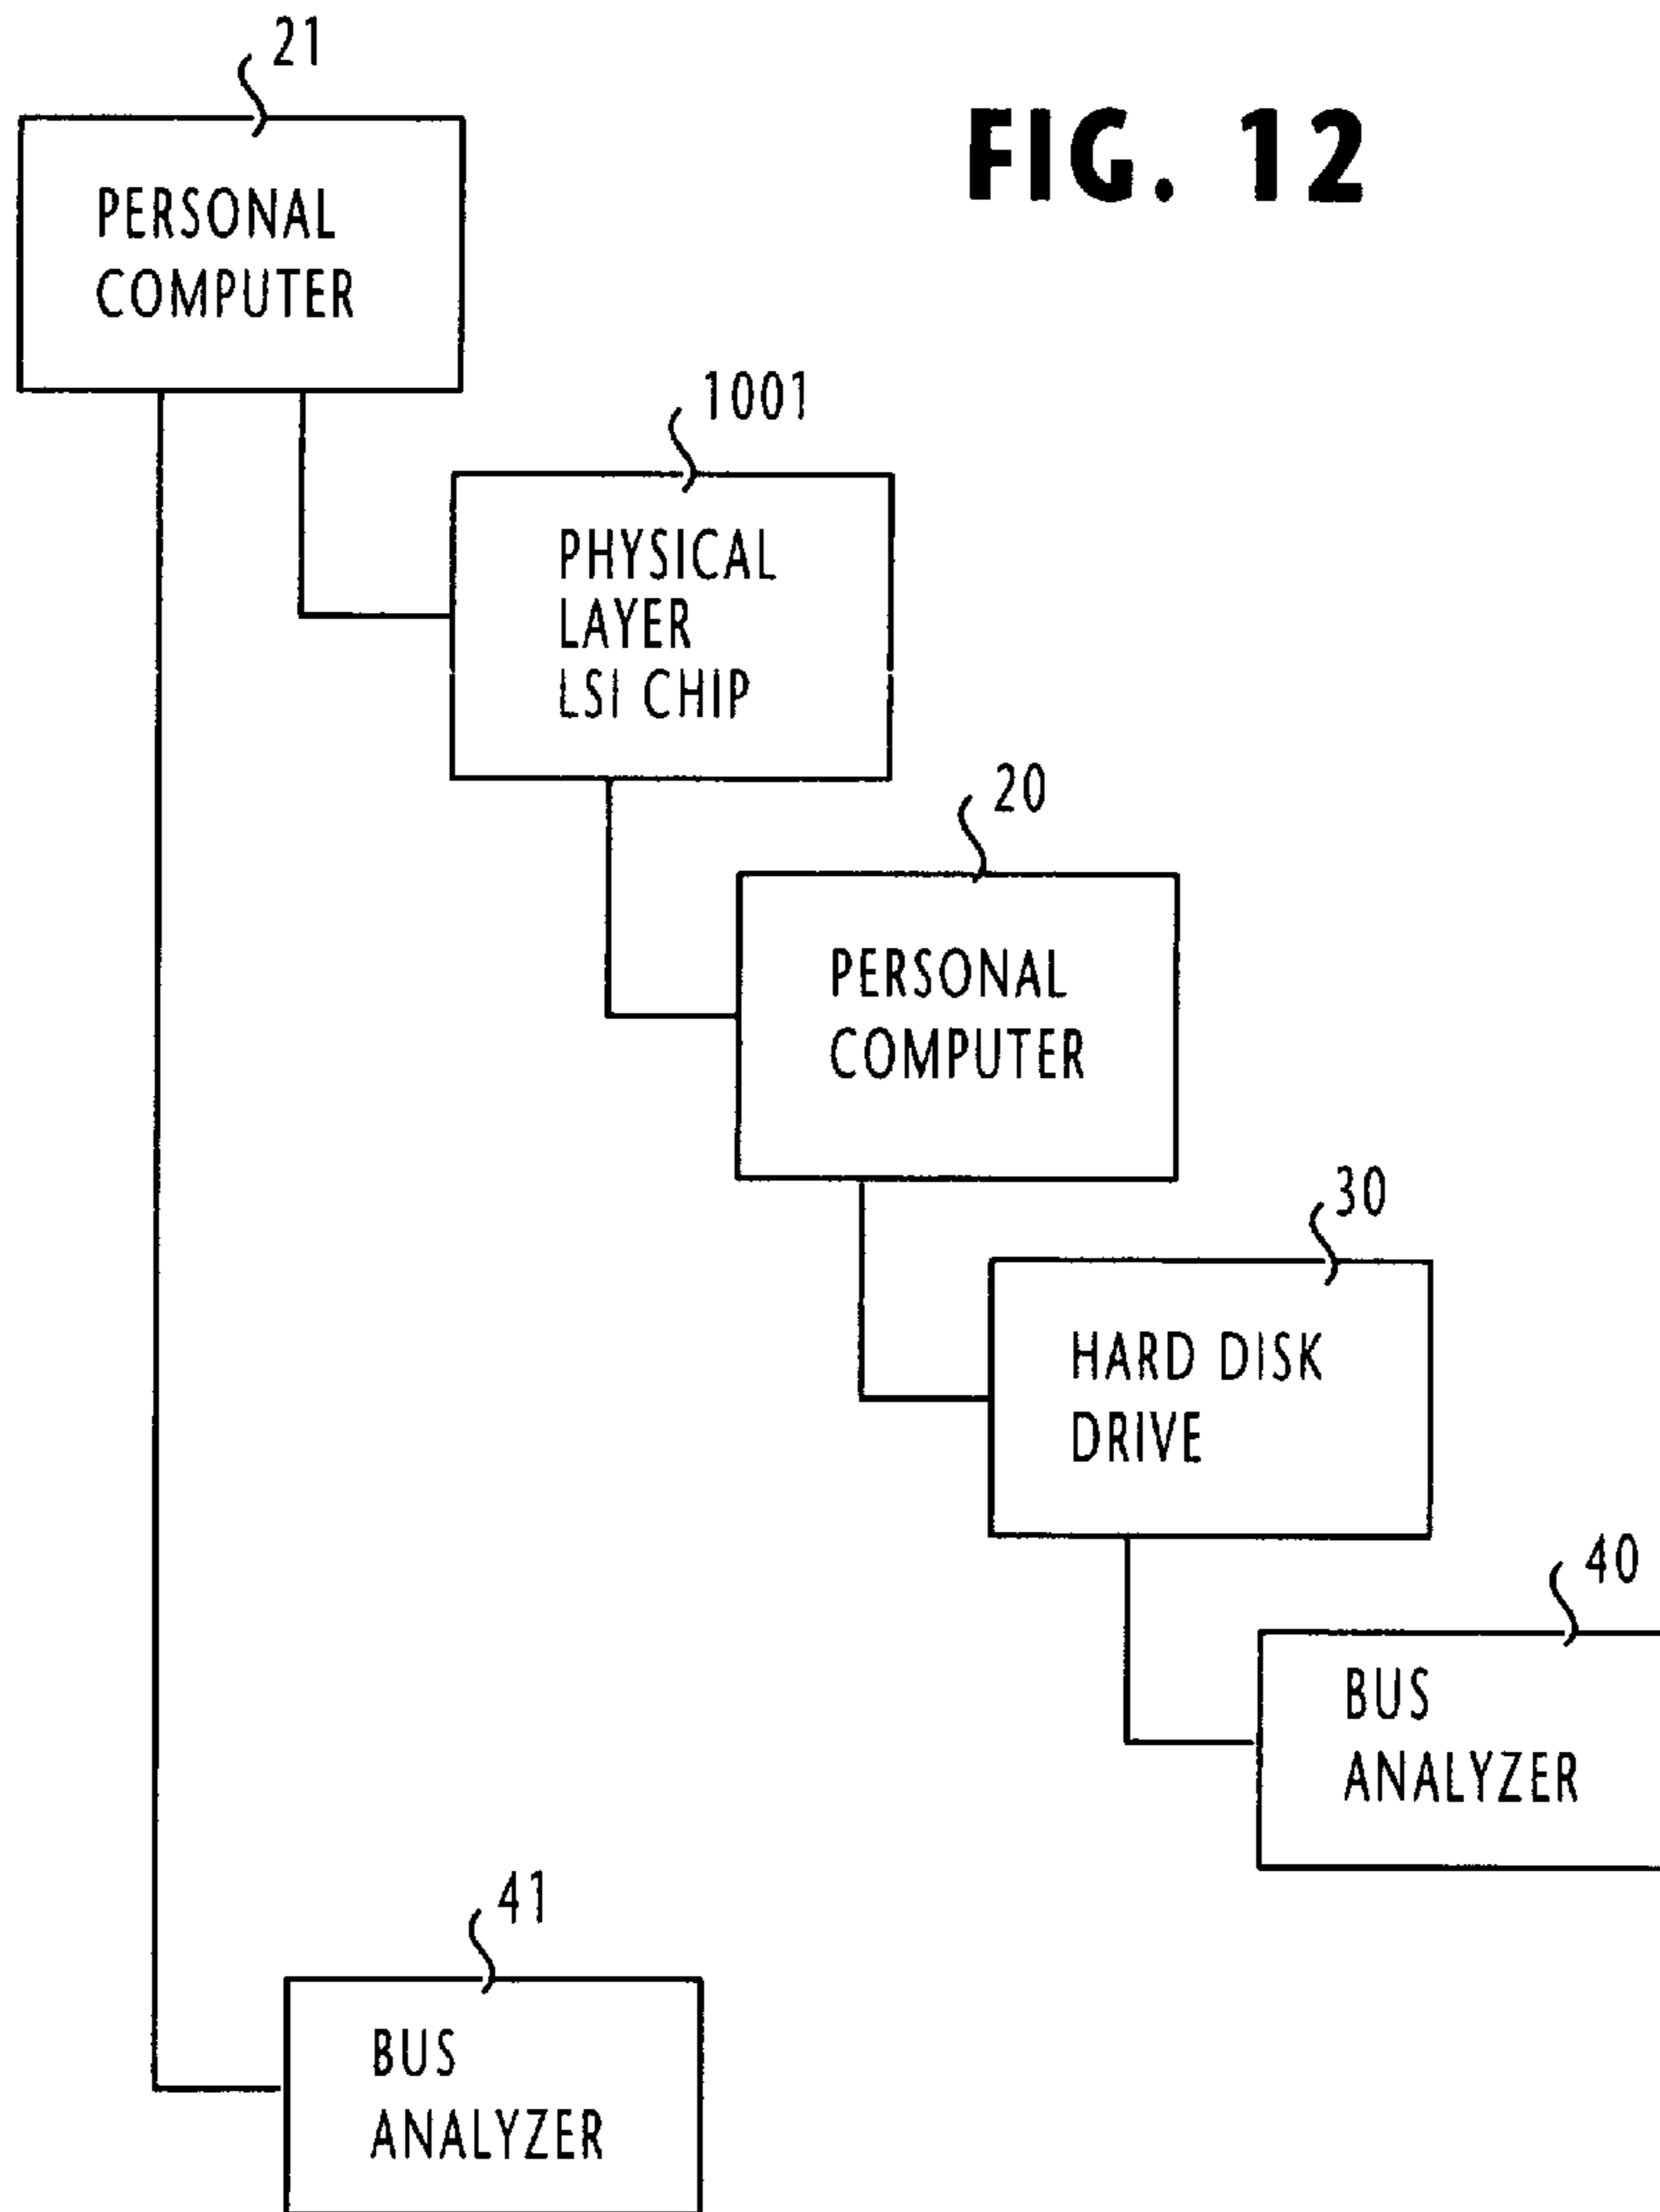 21
FIG. 12
PERSONAL
COMPUTER
1001
PHYSICAL
LAYER
LSI CHIP
20
PERSONAL
COMPUTER
30
HARD DISK
DRIVE
40
BUS
ANALYZER
41
BUS
ANALYZER